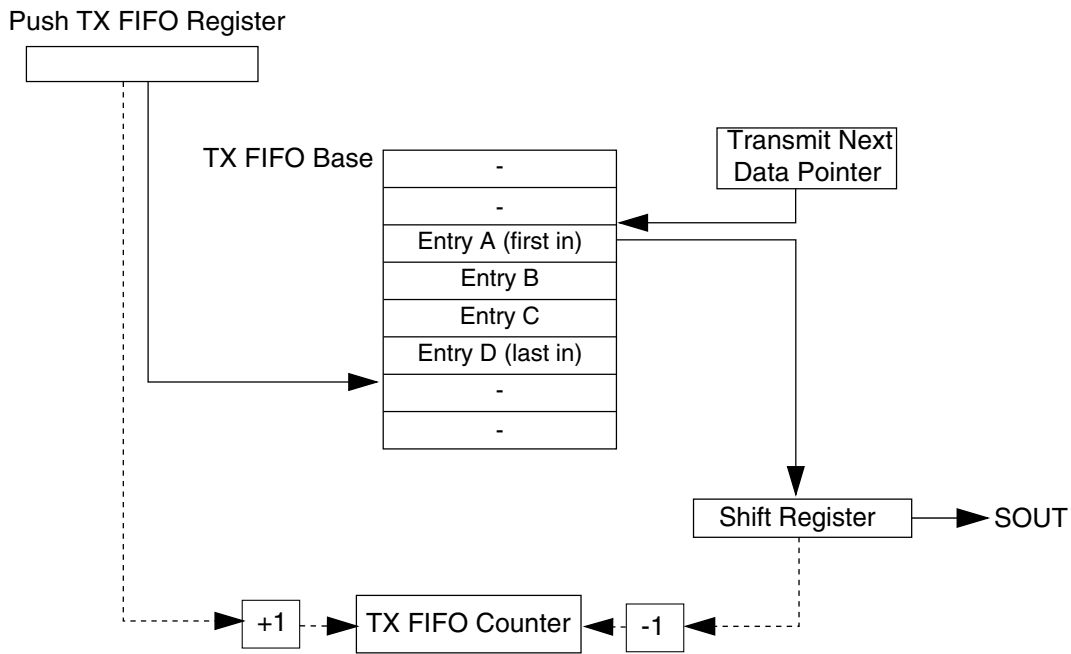 Push TX FIFO Register
TX FIFO Base
Transmit Next
Data Pointer
-
-
Entry A (first in)
Entry B
Entry C
Entry D (last in)
-
-
Shift Register
SOUT
+1
TX FIFO Counter
-1